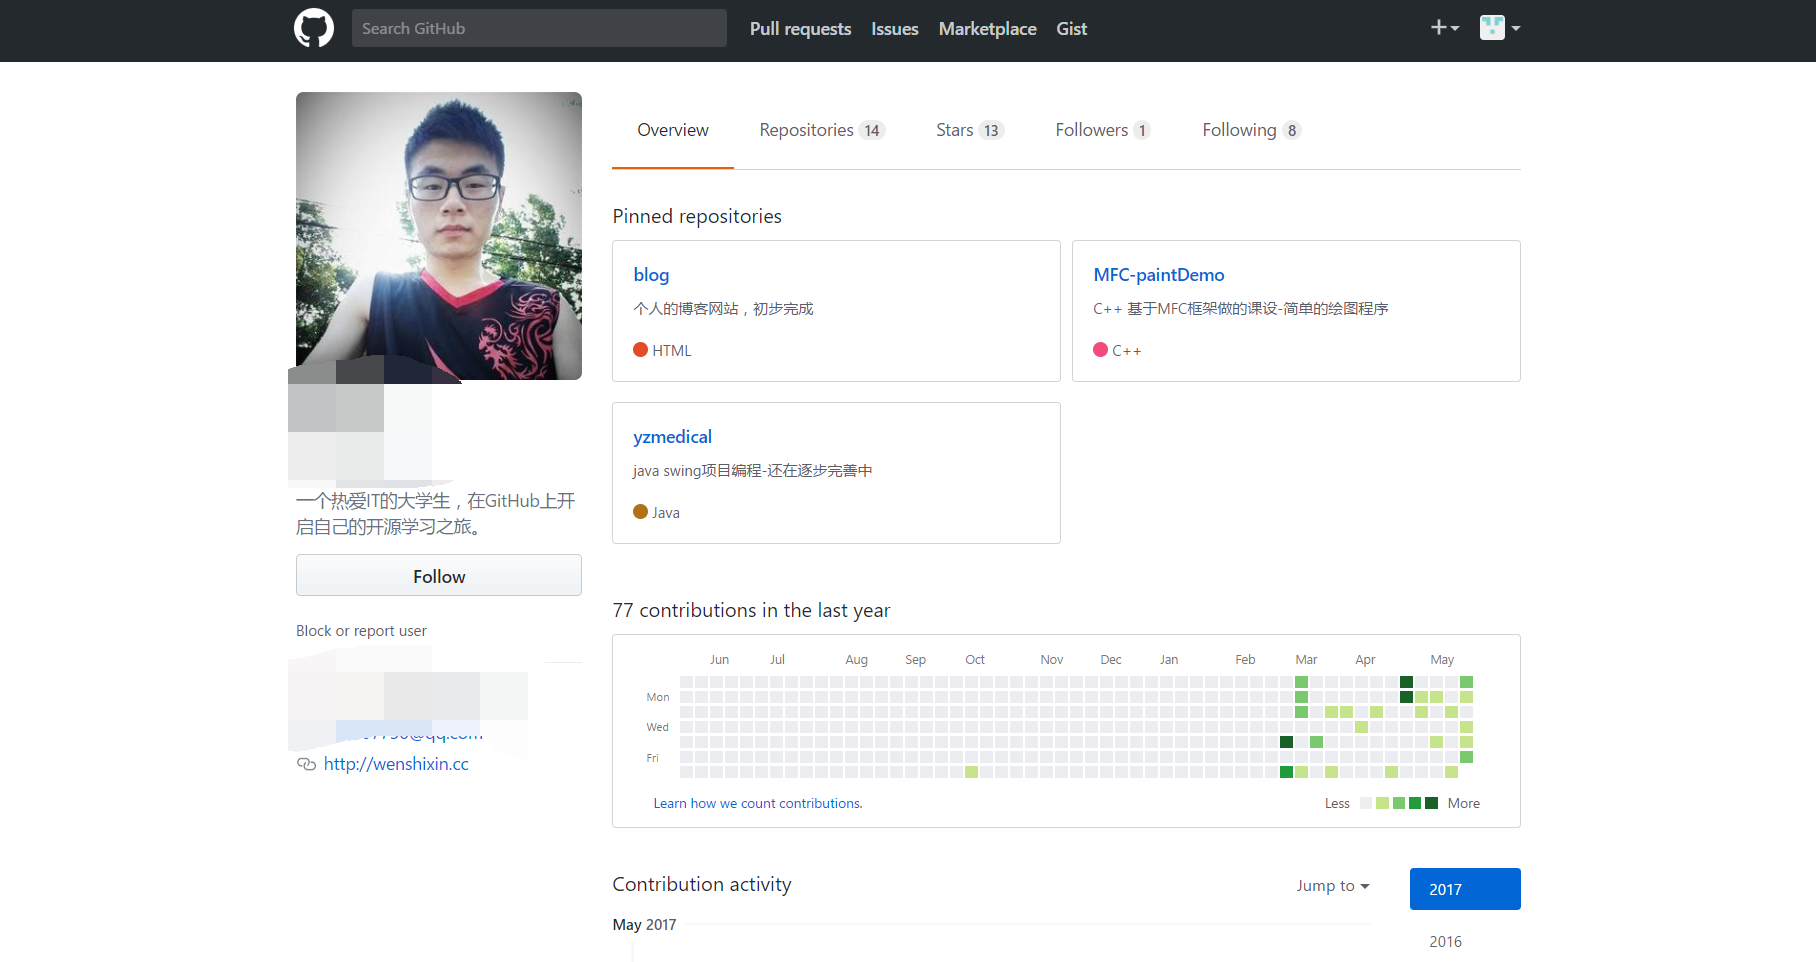 Search GitHub
Pull requests Issues Marketplace Gist
Overview Repositories 14 Stars 13 Followers 1 Following 8
Pinned repositories
blog
个人的博客网站，初步完成
HTML
MFC-paintDemo
C++ 基于MFC框架做的课设-简单的绘图程序
C++
yzmedical
java swing项目编程-还在逐步完善中
Java
一个热爱IT的大学生，在GitHub上开
启自己的开源学习之旅。
Follow
Block or report user
@qq.com
http://wenshixin.cc
77 contributions in the last year
Jun Jul Aug Sep Oct Nov Dec Jan Feb Mar Apr May
Mon
Wed
Fri
Learn how we count contributions.
Less More
Contribution activity
Jump to
2017
May 2017
2016